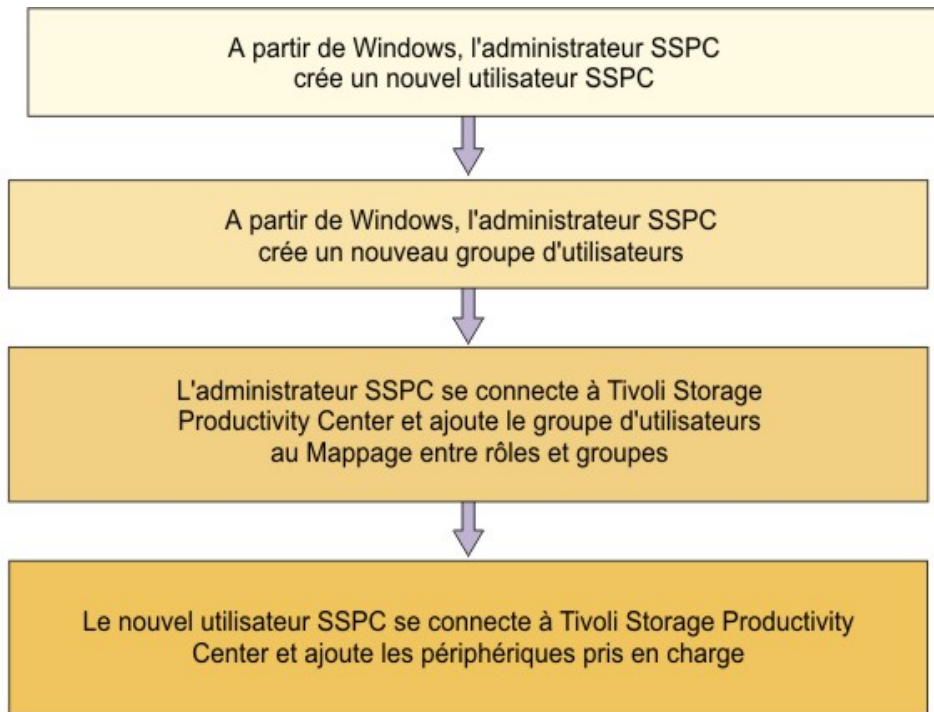 A partir de Windows, l'administrateur SSPC
crée un nouvel utilisateur SSPC
A partir de Windows, l'administrateur SSPC
crée un nouveau groupe d'utilisateurs
L'administrateur SSPC se connecte à Tivoli Storage
Productivity Center et ajoute le groupe d'utilisateurs
au Mappage entre rôles et groupes
Le nouvel utilisateur SSPC se connecte à Tivoli Storage Productivity
Center et ajoute les périphériques pris en charge